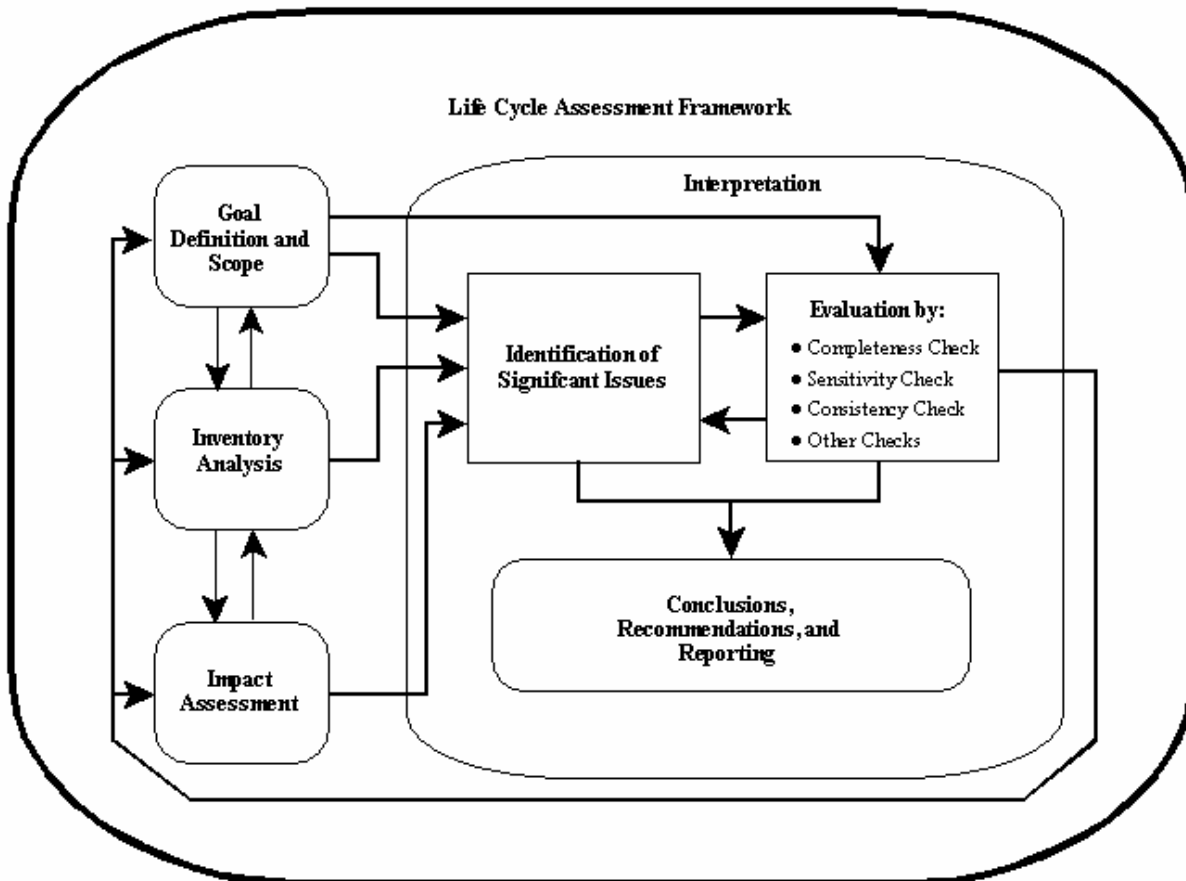 Life Cycle Assessment Framework
Interpretation
Goal
Definition and
Scope
Identification of
Signifcant Issues
Evaluation by:
● Completeness Check
● Sensitivity Check
● Consistency Check
● Other Checks
Inventory
Analysis
Conclusions,
Recommendations, and
Reporting
Impact
Assessment